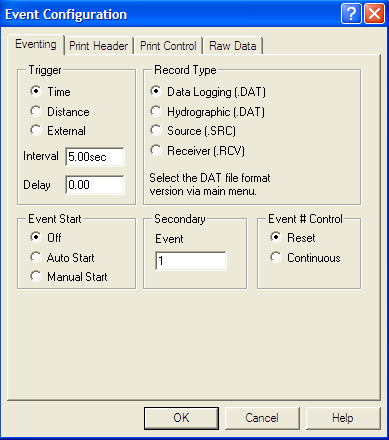 Event Configuration
Eventing Print Header Print Control Raw Data
Trigger
Time
Distance
External
Interval 5.00sec
Delay 0.00
Record Type
Data Logging (.DAT)
Hydrographic (.DAT)
Source (.SRC)
Receiver (.RCV)
Select the DAT file format
version via main menu.
Event Start
Off
Auto Start
Manual Start
Secondary
Event
1
Event # Control
Reset
Continuous
OK Cancel Help